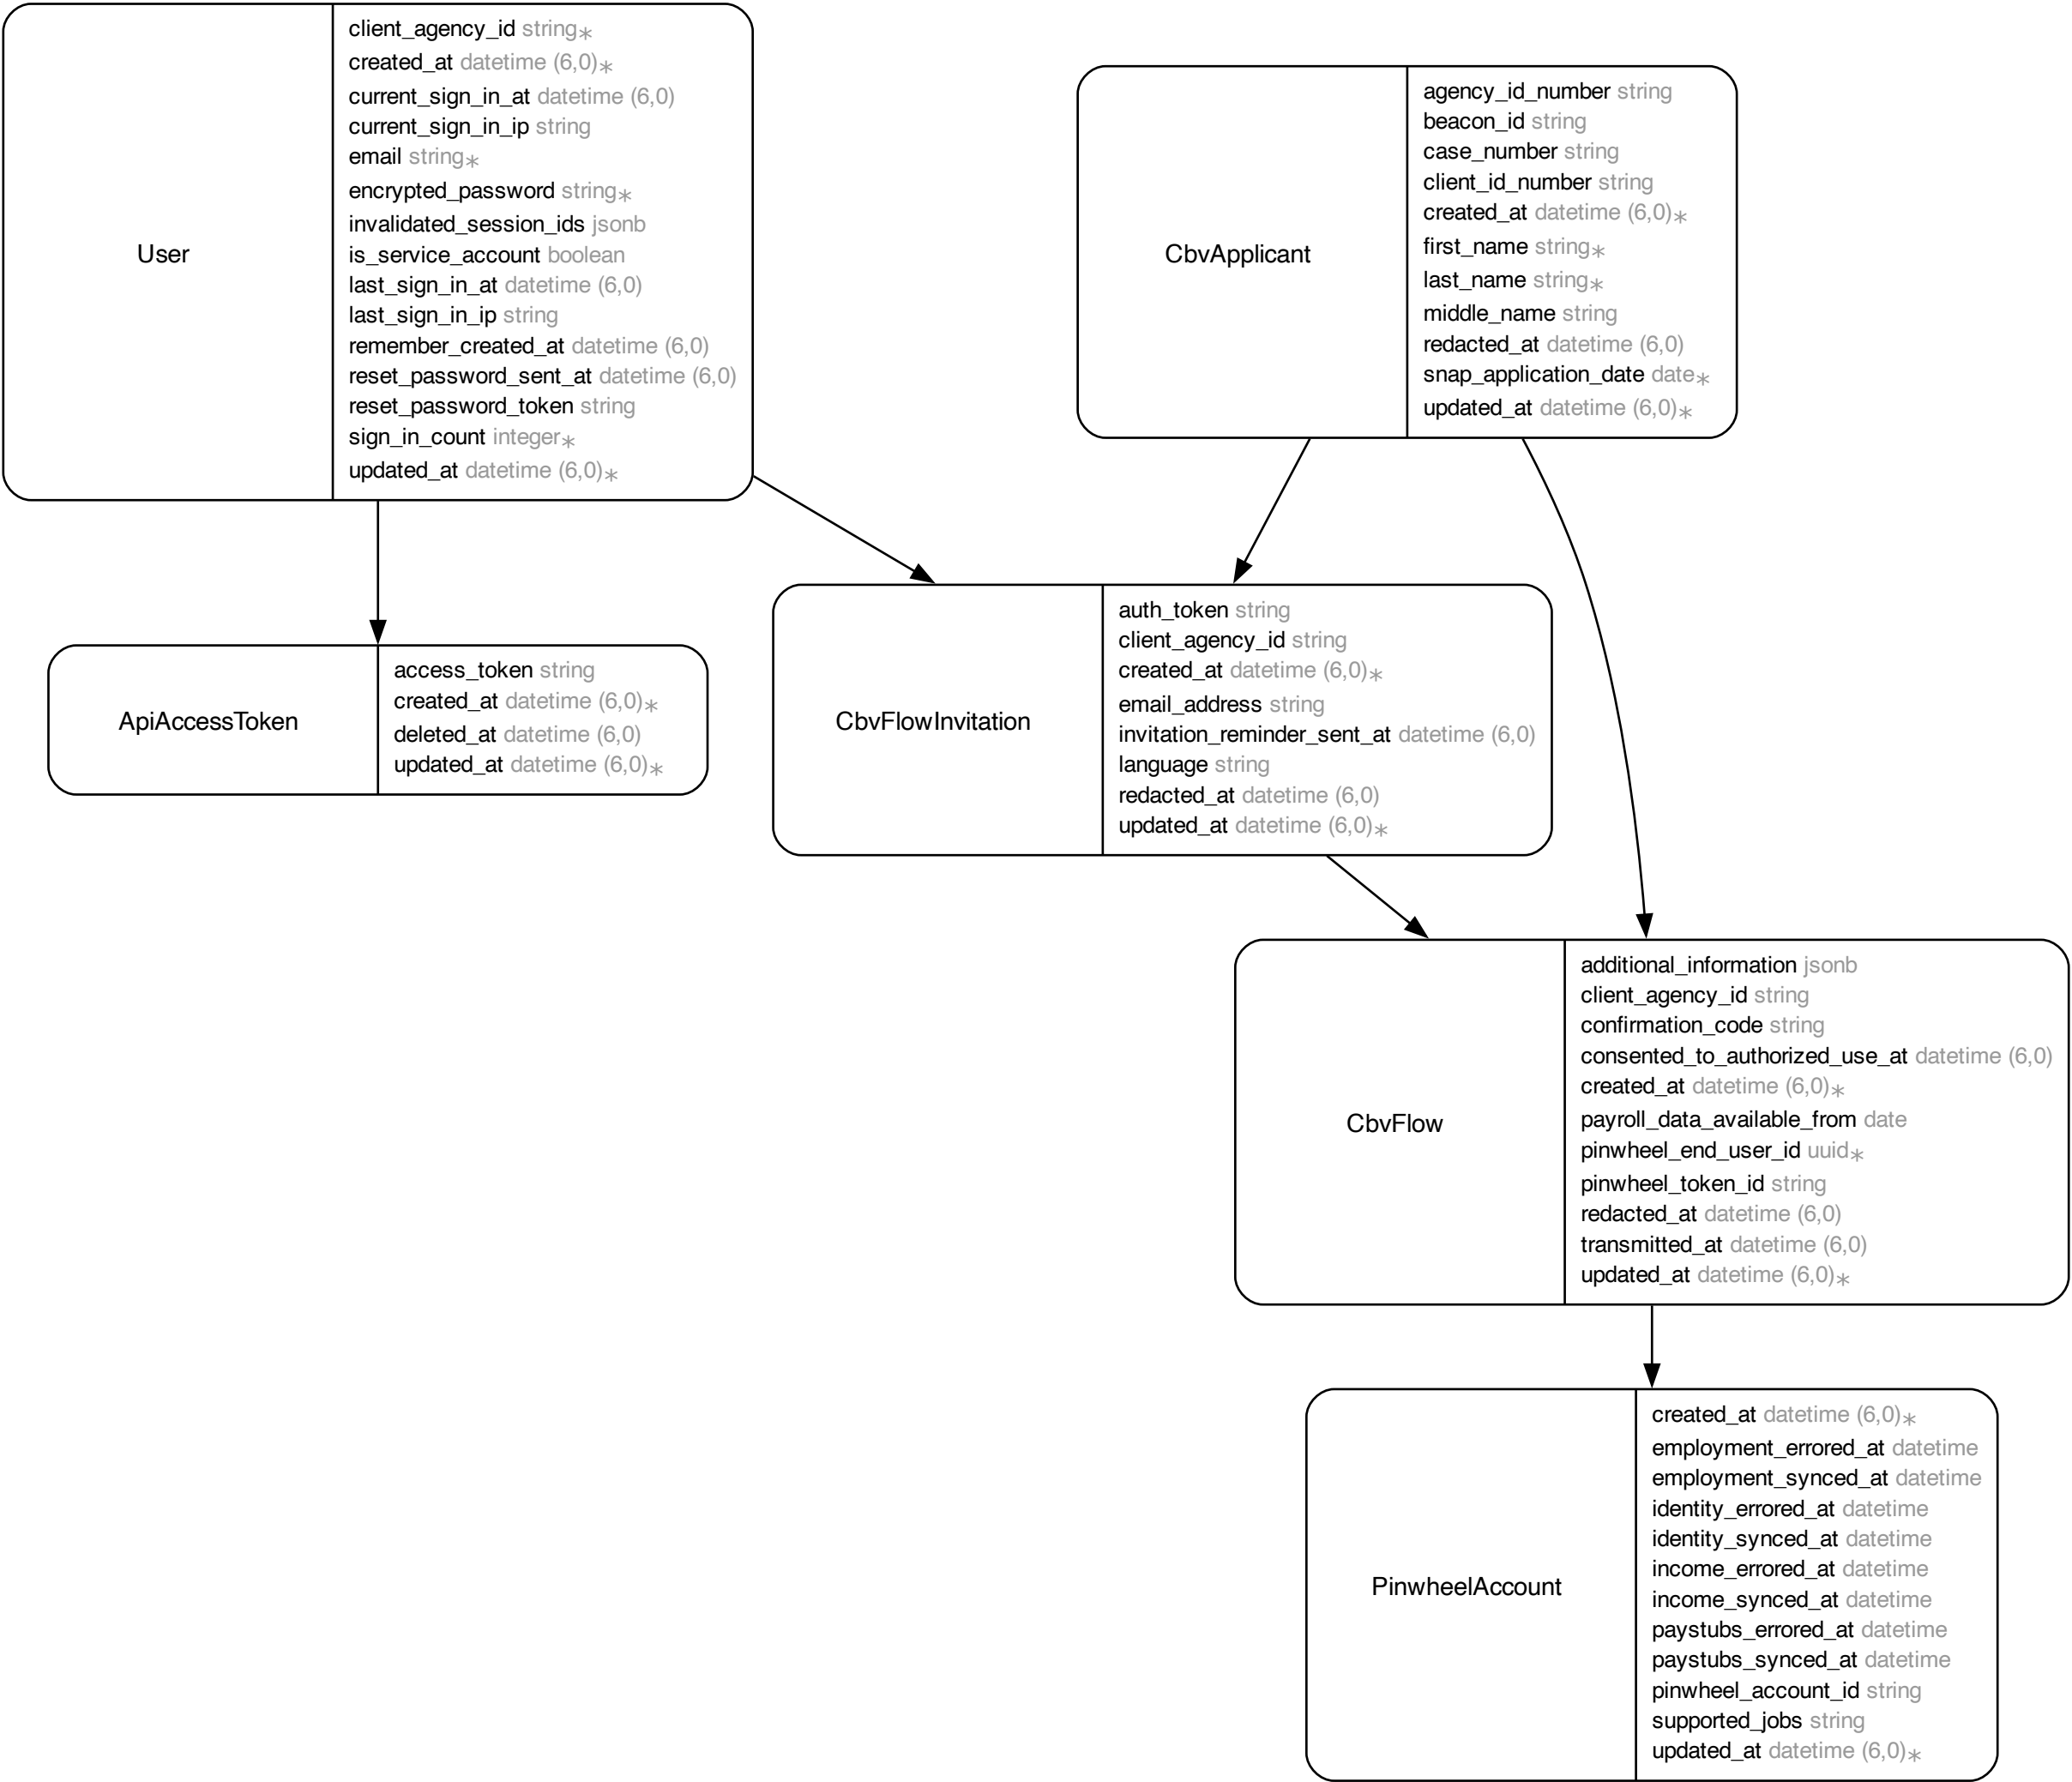 User
client_agency_id string∗
created_at datetime (6,0)∗
current_sign_in_at datetime (6,0)
current_sign_in_ip string
email string∗
encrypted_password string∗
invalidated_session_ids jsonb
is_service_account boolean
last_sign_in_at datetime (6,0)
last_sign_in_ip string
remember_created_at datetime (6,0)
reset_password_sent_at datetime (6,0)
reset_password_token string
sign_in_count integer∗
updated_at datetime (6,0)∗
CbvApplicant
agency_id_number string
beacon_id string
case_number string
client_id_number string
created_at datetime (6,0)∗
first_name string∗
last_name string∗
middle_name string
redacted_at datetime (6,0)
snap_application_date date∗
updated_at datetime (6,0)∗
ApiAccessToken
access_token string
created_at datetime (6,0)∗
deleted_at datetime (6,0)
updated_at datetime (6,0)∗
CbvFlowInvitation
auth_token string
client_agency_id string
created_at datetime (6,0)∗
email_address string
invitation_reminder_sent_at datetime (6,0)
language string
redacted_at datetime (6,0)
updated_at datetime (6,0)∗
CbvFlow
additional_information jsonb
client_agency_id string
confirmation_code string
consented_to_authorized_use_at datetime (6,0)
created_at datetime (6,0)∗
payroll_data_available_from date
pinwheel_end_user_id uuid∗
pinwheel_token_id string
redacted_at datetime (6,0)
transmitted_at datetime (6,0)
updated_at datetime (6,0)∗
PinwheelAccount
created_at datetime (6,0)∗
employment_errored_at datetime
employment_synced_at datetime
identity_errored_at datetime
identity_synced_at datetime
income_errored_at datetime
income_synced_at datetime
paystubs_errored_at datetime
paystubs_synced_at datetime
pinwheel_account_id string
supported_jobs string
updated_at datetime (6,0)∗